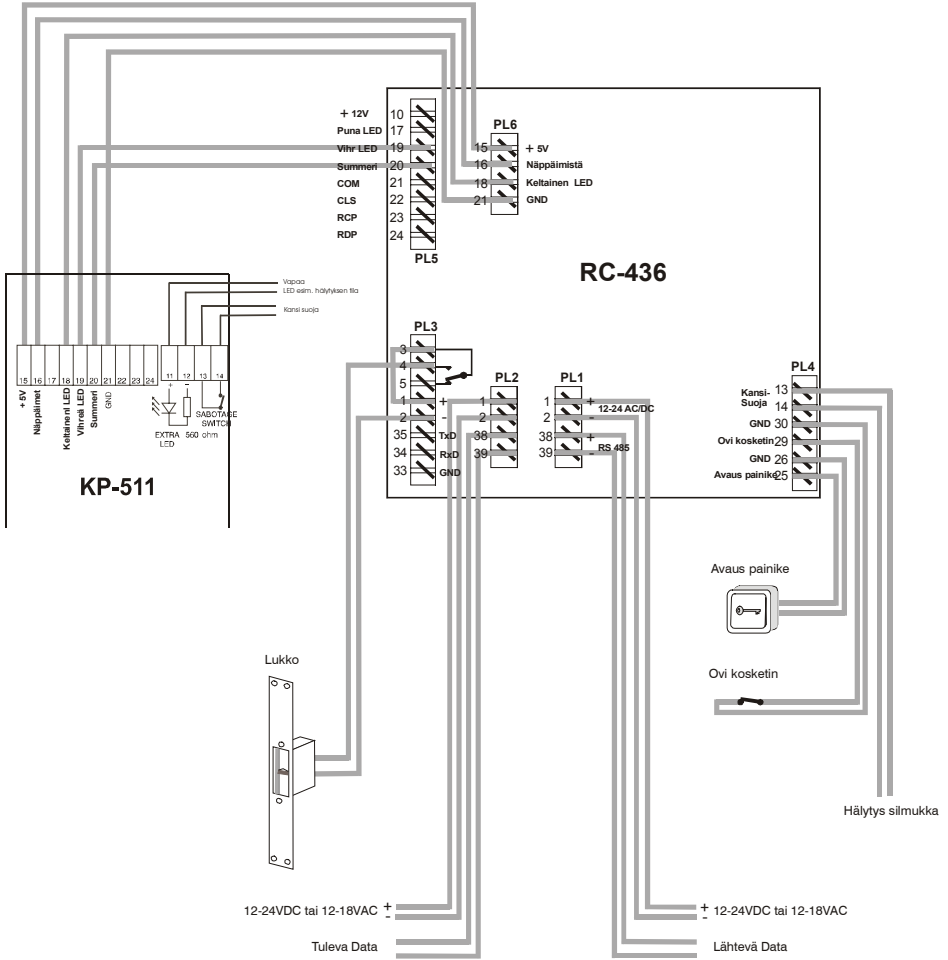 + 12V 10
Puna LED 17
Vihr LED 19
Summeri 20
COM 21
CLS 22
RCP 23
RDP 24
PL5
PL6
15 + 5V
16 Näppäimistä
18 Keltainen LED
21 GND
RC-436
Vapaa
LED esim. hälytyksen tila
Kansi suoja
15 16 17 18 19 20 21 22 23 24
11 12 13 14
+ -
+ 5V
Näppäimet
Keltainenl LED
Vihreä LED
Summeri
GND
EXTRA
LED
560 ohm
SABOTAGE
SWITCH
KP-511
PL3
3
4
5
1 +
2 -
35 TxD
34 RxD
33 GND
PL2
1
2
38
39
PL1
1 +
12-24 AC/DC
2 -
38 +
RS 485
39 -
PL4
Kansi-
Suoja
13
14
GND 30
Ovi kosketin 29
GND 26
Avaus painike 25
Avaus painike
Ovi kosketin
Lukko
Hälytys silmukka
12-24VDC tai 12-18VAC + -
Tuleva Data
+ - 12-24VDC tai 12-18VAC
Lähtevä Data